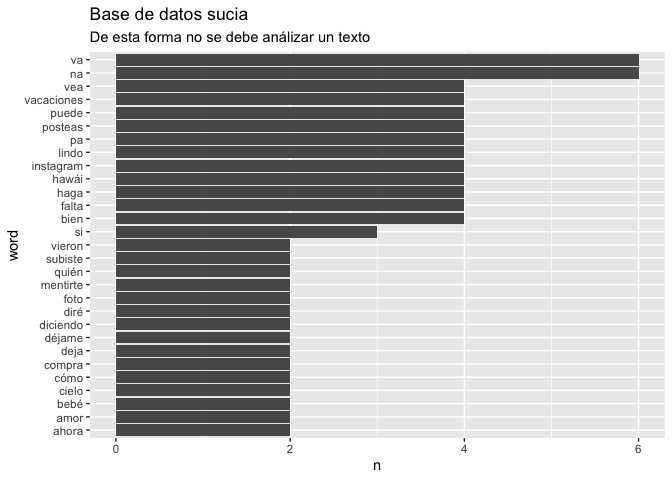 Base de datos sucia
De esta forma no se debe análizar un texto
va
na
vea
vacaciones
puede
posteas
pa
lindo
instagram
hawái
haga
falta
bien
si
vieron
subiste
quién
mentirte
foto
diré
diciendo
déjame
deja
compra
cómo
cielo
bebé
amor
ahora
word
0 2 4 6
n